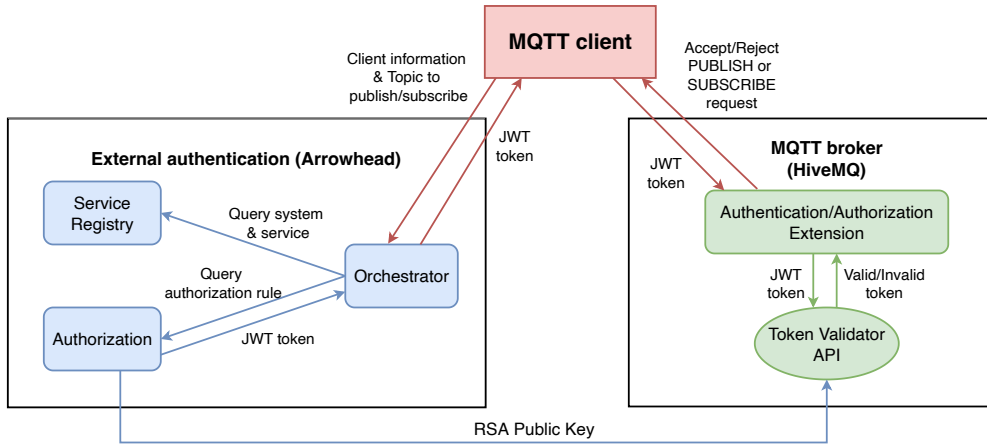 MQTT client
Client information
& Topic to
publish/subscribe
JWT
token
Accept/Reject
PUBLISH or
SUBSCRIBE
request
JWT
token
External authentication (Arrowhead)
Service
Registry
Query system
& service
Orchestrator
Query
authorization rule
Authorization
JWT token
MQTT broker
(HiveMQ)
Authentication/Authorization
Extension
JWT
token
Valid/Invalid
token
Token Validator
API
RSA Public Key